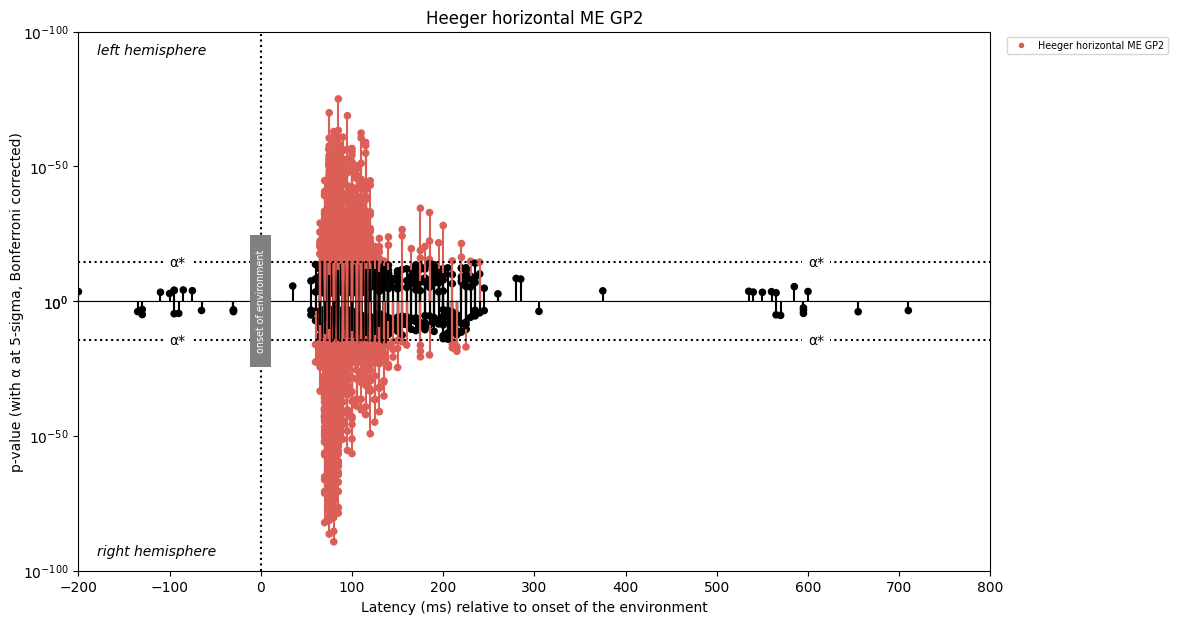 Heeger horizontal ME GP2
10^-100
left hemisphere
Heeger horizontal ME GP2
10^-50
α*
α*
10^0
onset of environment
α*
α*
10^-50
right hemisphere
10^-100
p-value (with α at 5-sigma, Bonferroni corrected)
−200 −100 0 100 200 300 400 500 600 700 800
Latency (ms) relative to onset of the environment